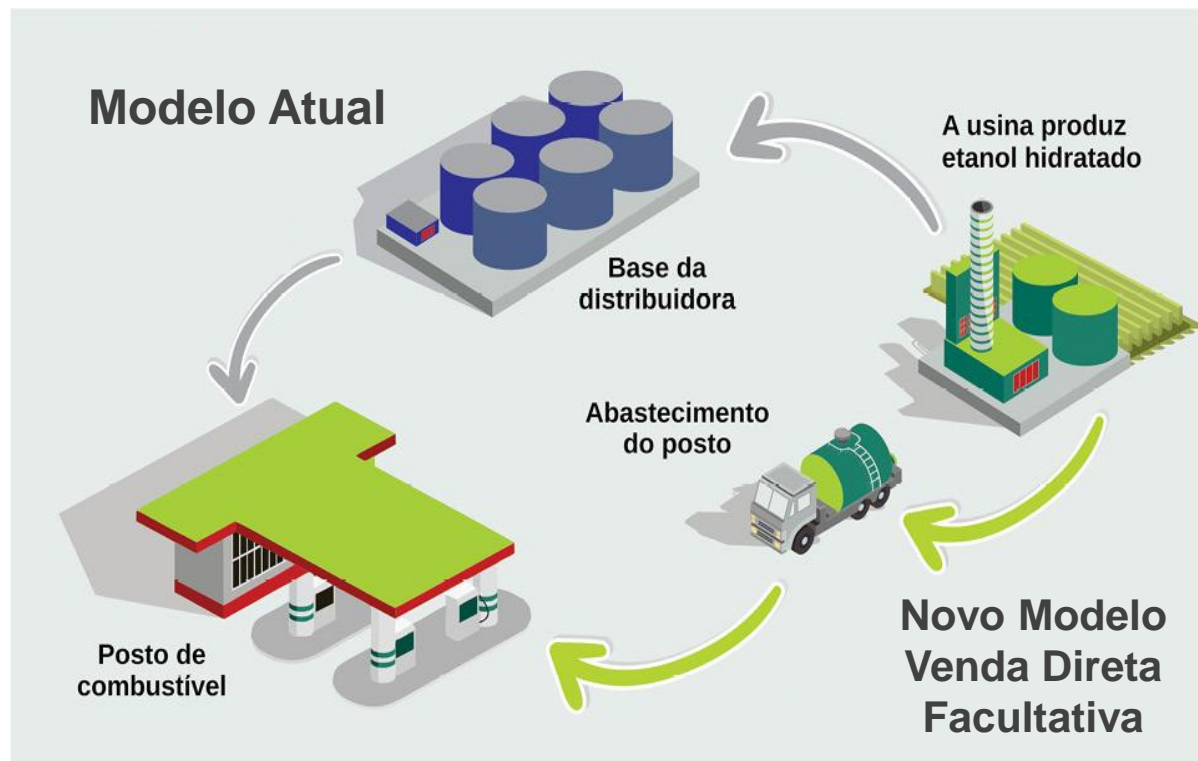 Modelo Atual
A usina produz
etanol hidratado
Base da
distribuidora
Abastecimento
do posto
Posto de
combustível
Novo Modelo
Venda Direta
Facultativa